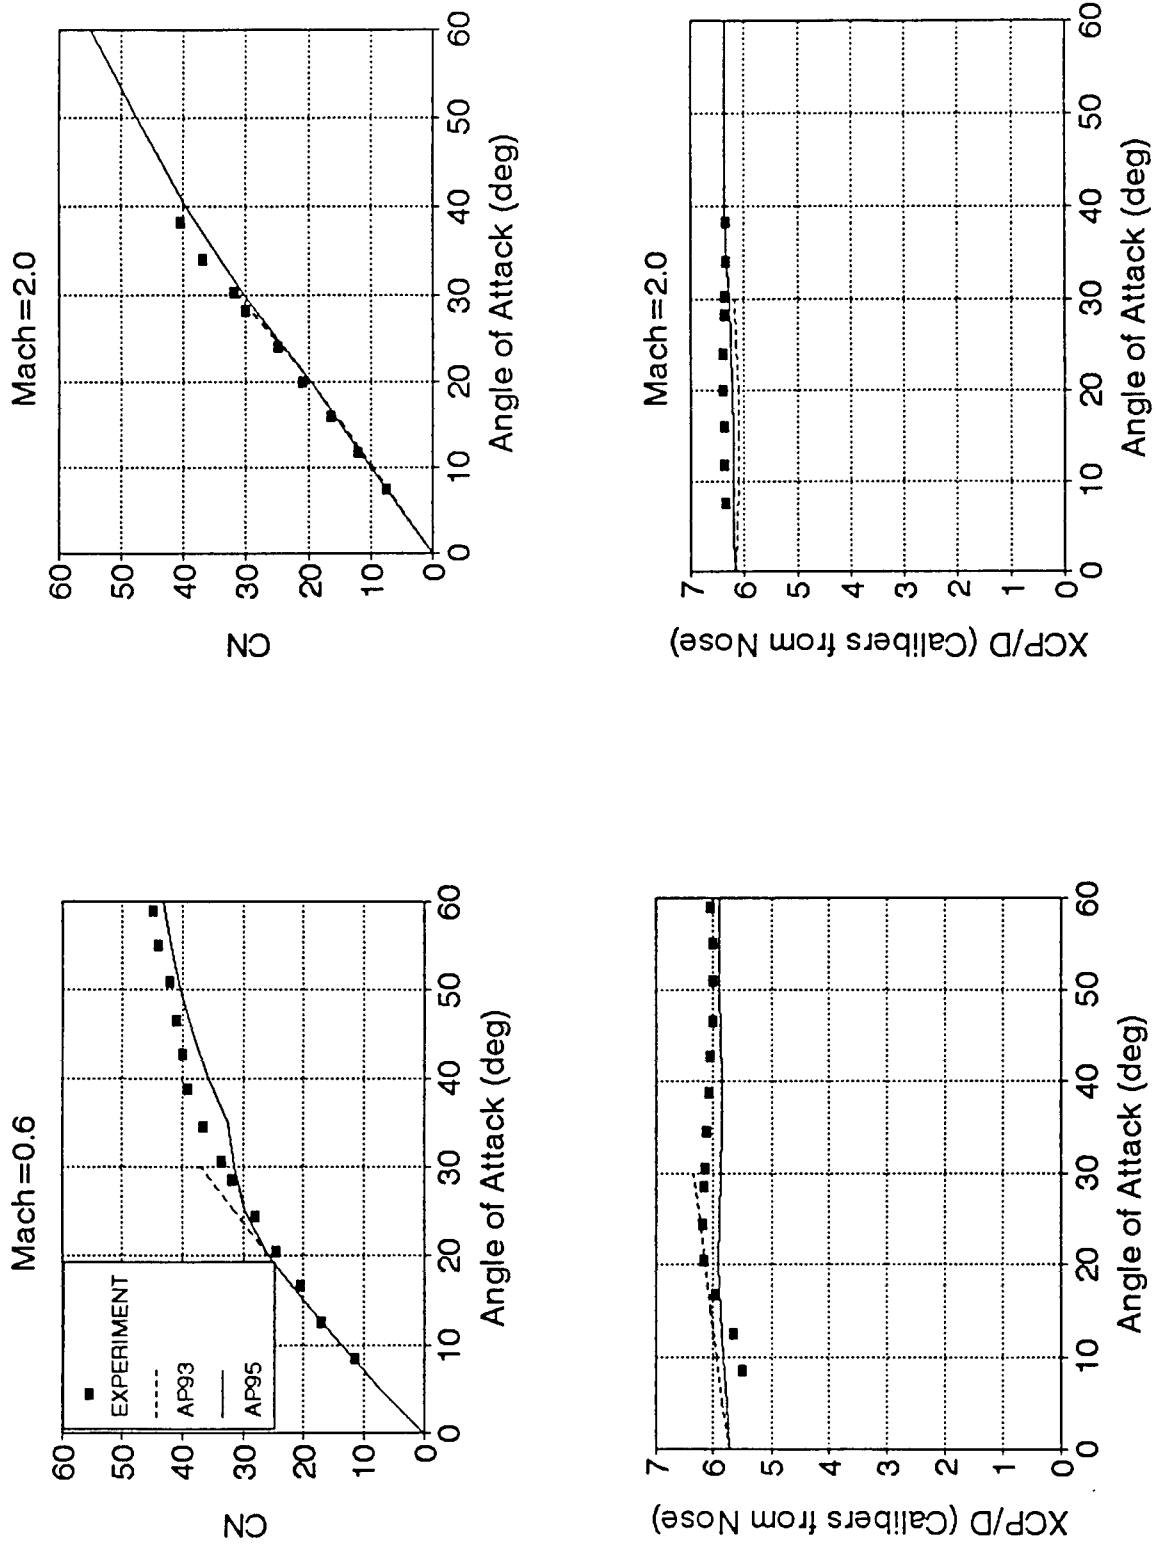 Mach=0.6
CN
60
50
40
30
20
10
0
EXPERIMENT
AP93
AP95
0 10 20 30 40 50 60
Angle of Attack (deg)
Mach=2.0
CN
60
50
40
30
20
10
0
0 10 20 30 40 50 60
Angle of Attack (deg)
XCP/D (Calibers from Nose)
7
6
5
4
3
2
1
0
0 10 20 30 40 50 60
Angle of Attack (deg)
Mach=2.0
XCP/D (Calibers from Nose)
7
6
5
4
3
2
1
0
0 10 20 30 40 50 60
Angle of Attack (deg)